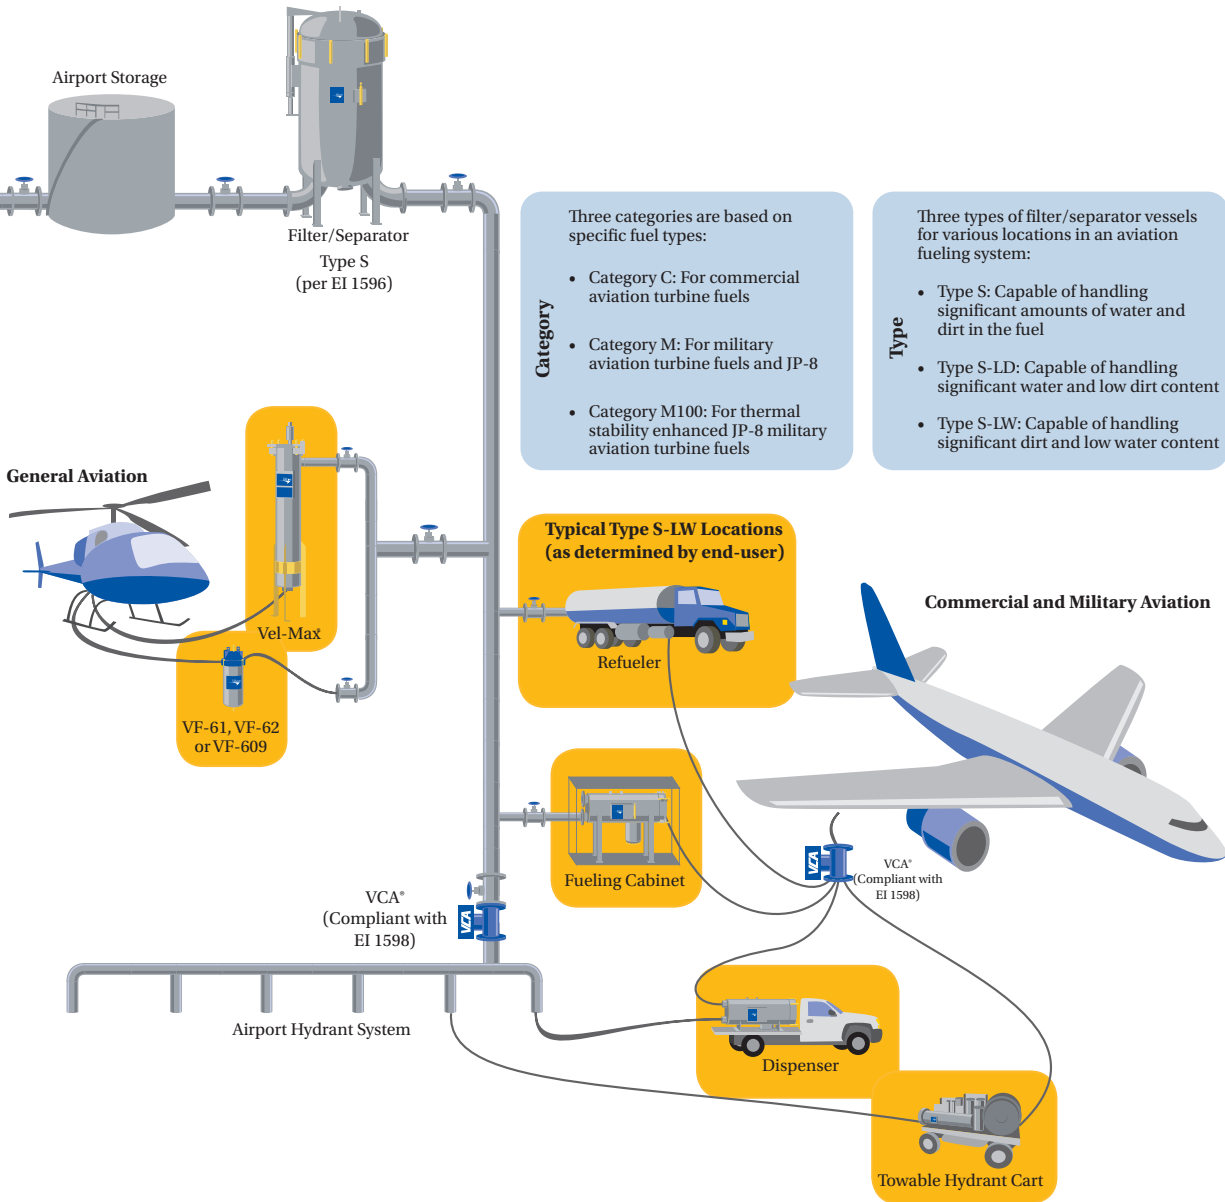 Airport Storage
Filter/Separator
Type S
(per EI 1596)
Category
Three categories are based on
specific fuel types:
• Category C: For commercial
aviation turbine fuels
• Category M: For military
aviation turbine fuels and JP-8
• Category M100: For thermal
stability enhanced JP-8 military
aviation turbine fuels
Type
Three types of filter/separator vessels
for various locations in an aviation
fueling system:
• Type S: Capable of handling
significant amounts of water and
dirt in the fuel
• Type S-LD: Capable of handling
significant water and low dirt content
• Type S-LW: Capable of handling
significant dirt and low water content
General Aviation
Vel-Max®
VF-61, VF-62
or VF-609
Typical Type S-LW Locations
(as determined by end-user)
Refueler
Commercial and Military Aviation
Fueling Cabinet
VCA
VCA®
(Compliant with
EI 1598)
VCA®
(Compliant with
EI 1598)
VCA
Airport Hydrant System
Dispenser
Towable Hydrant Cart